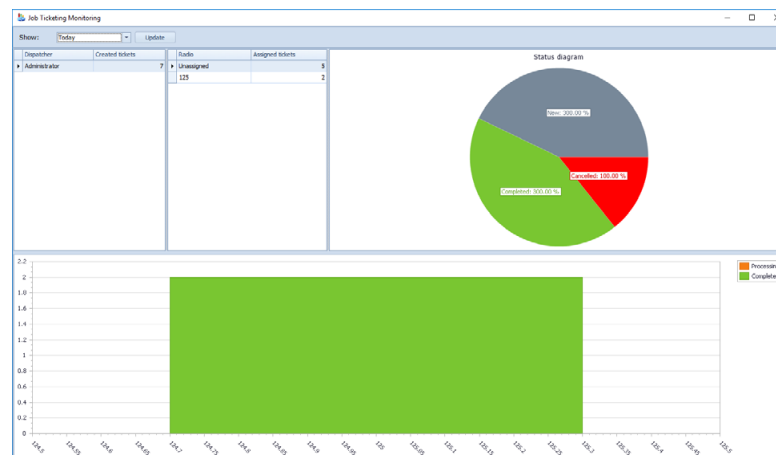 Job Ticketing Monitoring
Show: Today Update
Dispatcher Created tickets Radio Assigned tickets
Administrator 7 Unassigned 5
125 2
Status diagram
New: 300.00 %
Cancelled: 100.00 %
Completed: 300.00 %
2.2
2
1.8
1.6
1.4
1.2
1
0.8
0.6
0.4
0.2
0
Processin
Complete
124.5 124.55 124.6 124.65 124.7 124.75 124.8 124.85 124.9 124.95 125 125.05 125.1 125.15 125.2 125.25 125.3 125.35 125.4 125.45 125.5